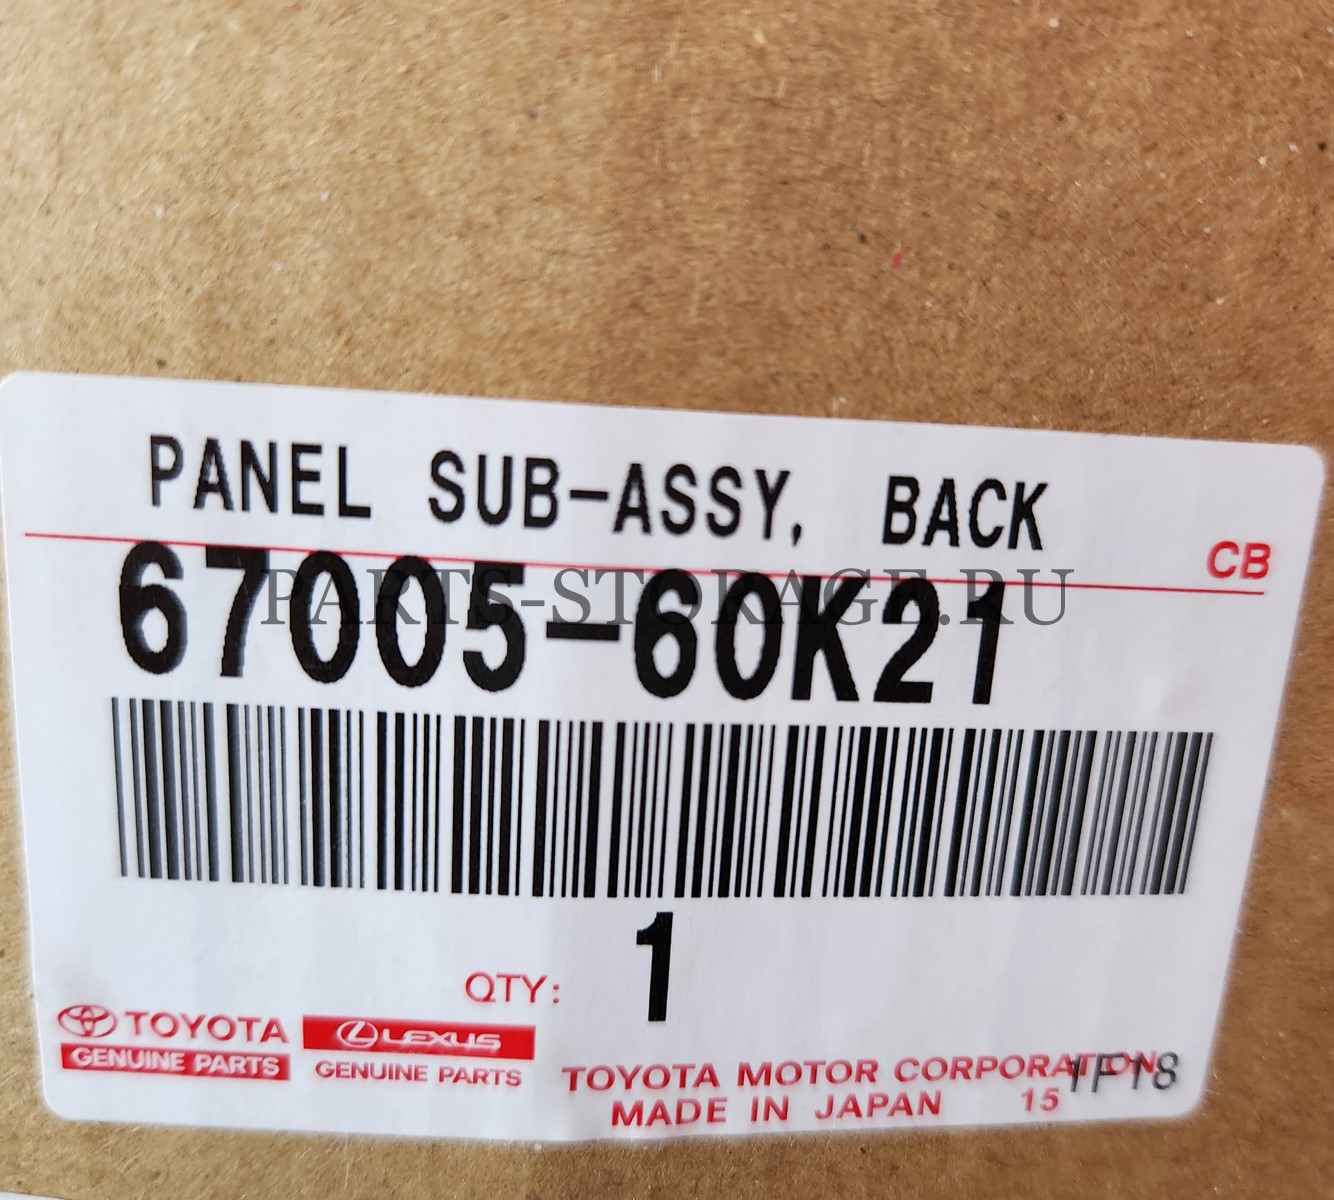 PANEL SUB-ASSY, BACK
CB
67005-60K21
PARTS-STORAGE.RU
QTY: 1
TOYOTA
GENUINE PARTS
LEXUS
GENUINE PARTS
TOYOTA MOTOR CORPORATION
1F18
MADE IN JAPAN 15